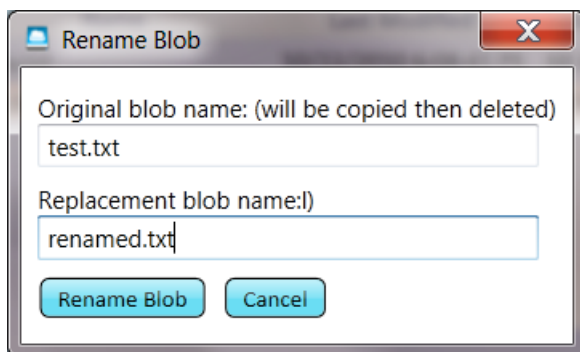 Rename Blob
Original blob name: (will be copied then deleted)
test.txt
Replacement blob name:l)
renamed.txt
Rename Blob
Cancel